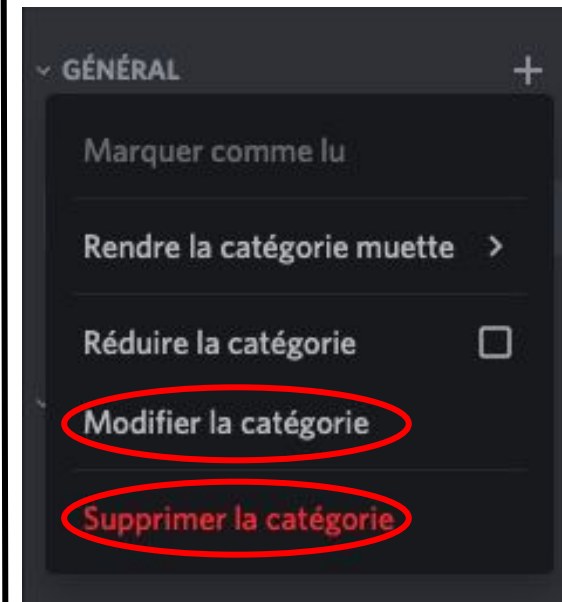 GÉNÉRAL
Marquer comme lu
Rendre la catégorie muette
Réduire la catégorie
Modifier la catégorie
Supprimer la catégorie